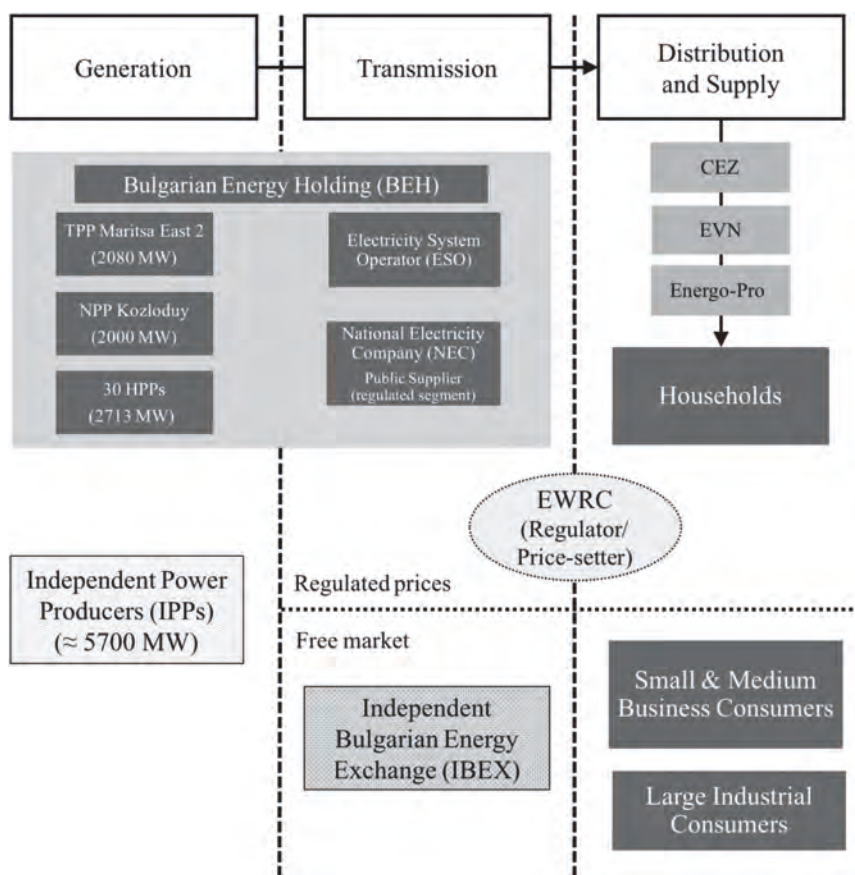 Generation
Transmission
Distribution
and Supply
Bulgarian Energy Holding (BEH)
TPP Maritsa East 2
(2080 MW)
NPP Kozloduy
(2000 MW)
30 HPPs
(2713 MW)
Electricity System
Operator (ESO)
National Electricity
Company (NEC)
Public Supplier
(regulated segment)
CEZ
EVN
Energo-Pro
Households
EWRC
(Regulator/
Price-setter)
Independent Power
Producers (IPPs)
(≈ 5700 MW)
Regulated prices
Free market
Independent
Bulgarian Energy
Exchange (IBEX)
Small & Medium
Business Consumers
Large Industrial
Consumers